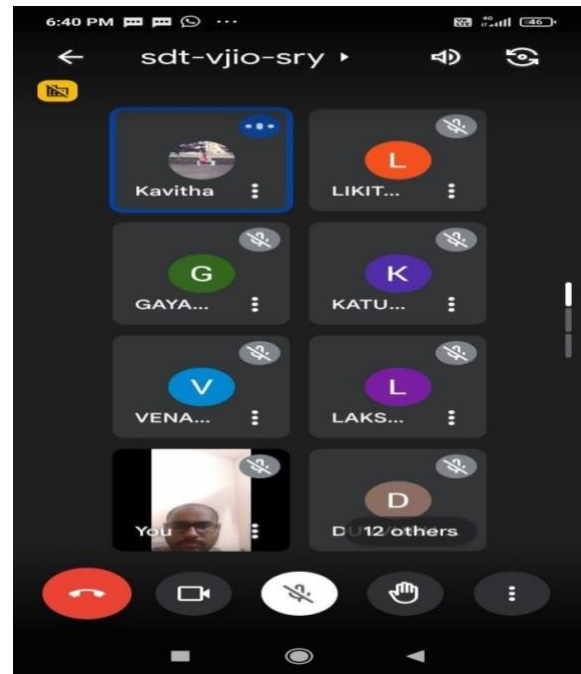 6:40 PM ... 46
sdt-vjio-sry
Kavitha
L
LIKIT...
G
GAYA...
K
KATU...
V
VENA...
L
LAKS...
You
D
12 others